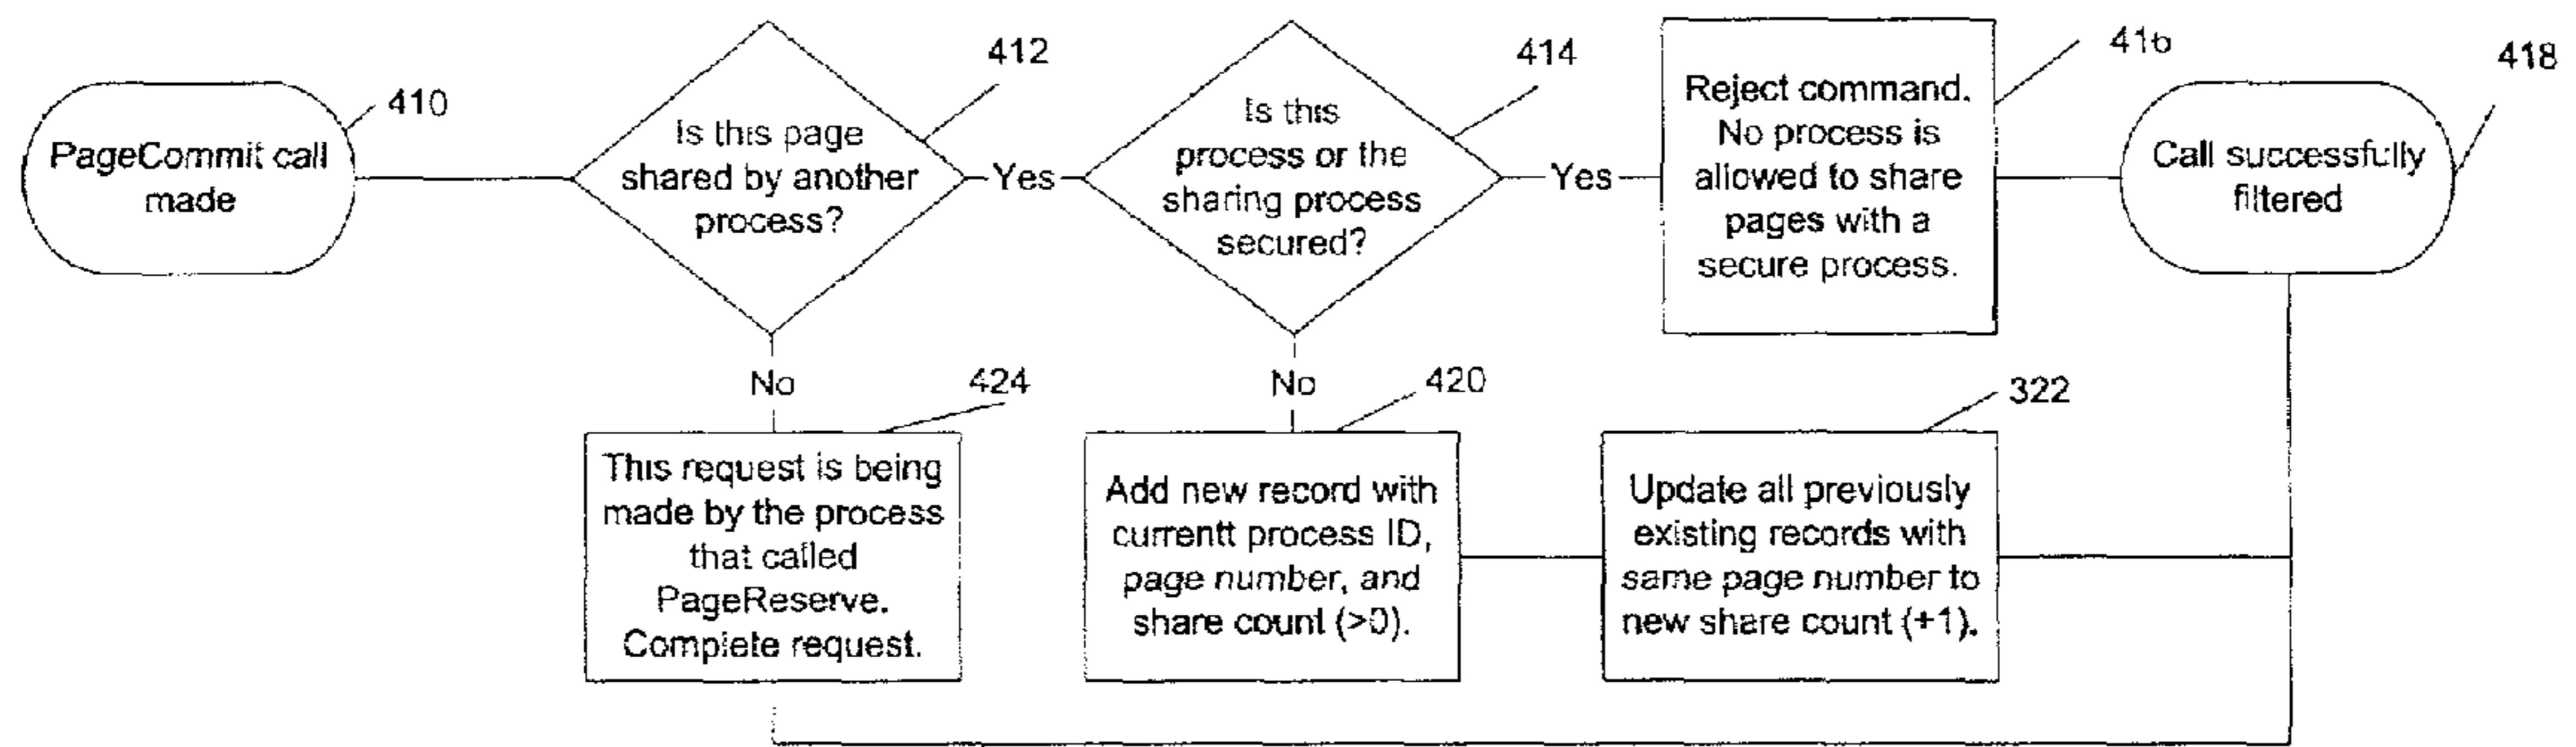 PageCommit call
made
410
Is this page
shared by another
process?
412
Yes
Is this
process or the
sharing process
secured?
414
Yes
Reject command.
No process is
allowed to share
pages with a
secure process.
416
Call successfully
filtered
418
No
424
This request is being
made by the process
that called
PageReserve.
Complete request.
No
420
Add new record with
currentt process ID,
page number, and
share count (>0).
322
Update all previously
existing records with
same page number to
new share count (+1).